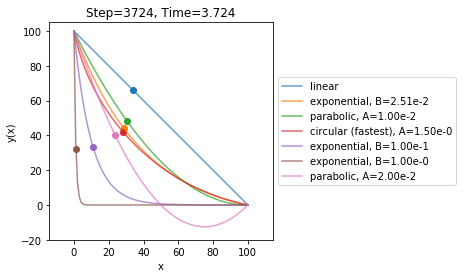 Step=3724, Time=3.724
y(x)
100
80
60
40
20
0
−20
0
20
40
60
80
100
x
linear
exponential, B=2.51e-2
parabolic, A=1.00e-2
circular (fastest), A=1.50e-0
exponential, B=1.00e-1
exponential, B=1.00e-0
parabolic, A=2.00e-2